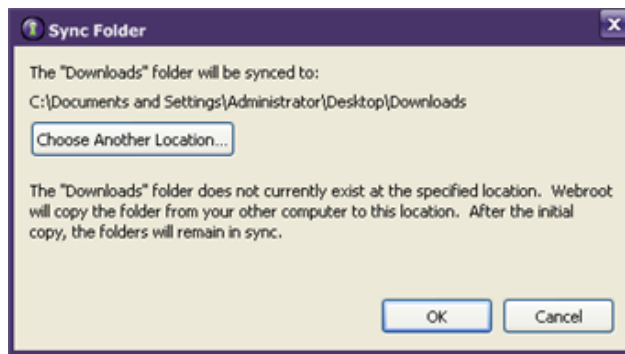 Sync Folder
The "Downloads" folder will be synced to:
C:\Documents and Settings\Administrator\Desktop\Downloads
Choose Another Location...
The "Downloads" folder does not currently exist at the specified location.  Webroot
will copy the folder from your other computer to this location.  After the initial
copy, the folders will remain in sync.
OK Cancel